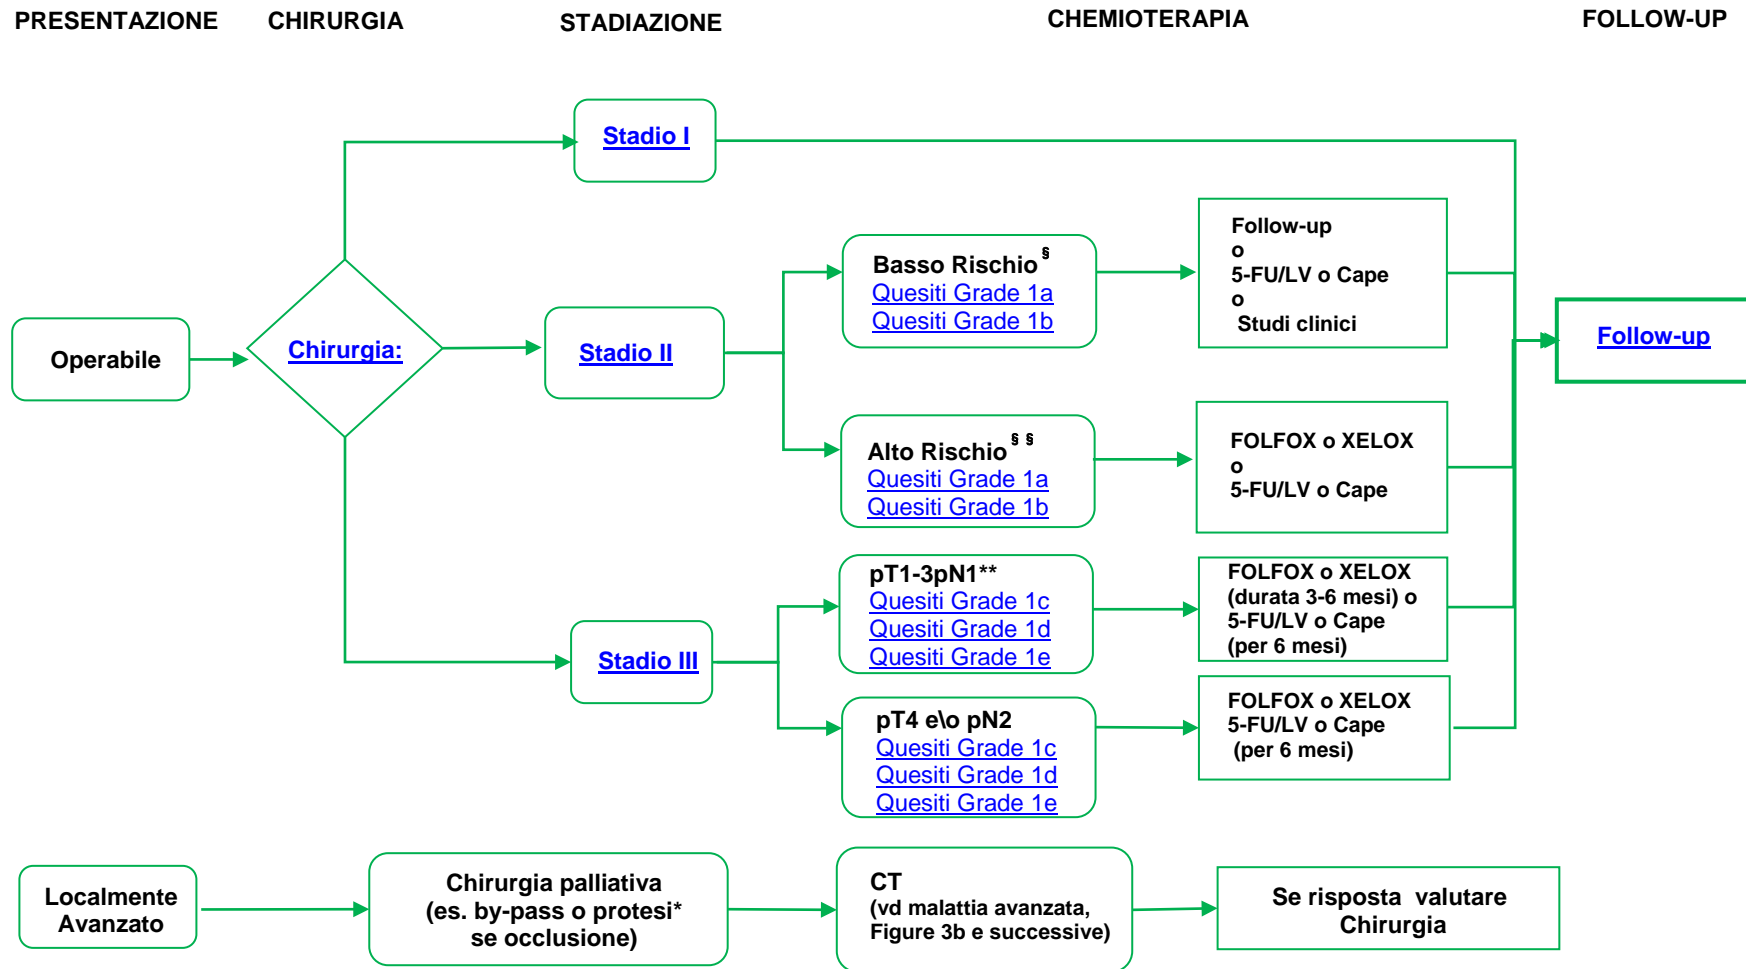 PRESENTAZIONE
CHIRURGIA
STADIAZIONE
CHEMIOTERAPIA
FOLLOW-UP
Stadio I
Operabile
Chirurgia:
Stadio II
Basso Rischio §
Quesiti Grade 1a
Quesiti Grade 1b
Follow-up
o
5-FU/LV o Cape
o
Studi clinici
Follow-up
Alto Rischio § §
Quesiti Grade 1a
Quesiti Grade 1b
FOLFOX o XELOX
o
5-FU/LV o Cape
Stadio III
pT1-3pN1**
Quesiti Grade 1c
Quesiti Grade 1d
Quesiti Grade 1e
FOLFOX o XELOX
(durata 3-6 mesi) o
5-FU/LV o Cape
(per 6 mesi)
pT4 e\o pN2
Quesiti Grade 1c
Quesiti Grade 1d
Quesiti Grade 1e
FOLFOX o XELOX
5-FU/LV o Cape
(per 6 mesi)
Localmente
Avanzato
Chirurgia palliativa
(es. by-pass o protesi*
se occlusione)
CT
(vd malattia avanzata,
Figure 3b e successive)
Se risposta valutare
Chirurgia